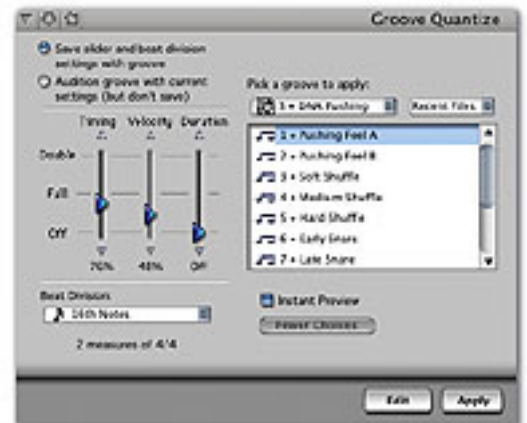 Groove Quantize
Save slider and beat division
settings with groove
Audition groove with current
settings (but don't save)
Timing Velocity Duration
Double
Full
Off
76% 48% Off
Beat Division:
16th Notes
2 measures of 4/4
Pick a groove to apply:
1 • DNA Pushing
Recent Files
1 • Pushing Feel A
2 • Pushing Feel B
3 • Soft Shuffle
4 • Medium Shuffle
5 • Hard Shuffle
6 • Early Snare
7 • Late Snare
Instant Preview
Fewer Choices
Edit
Apply